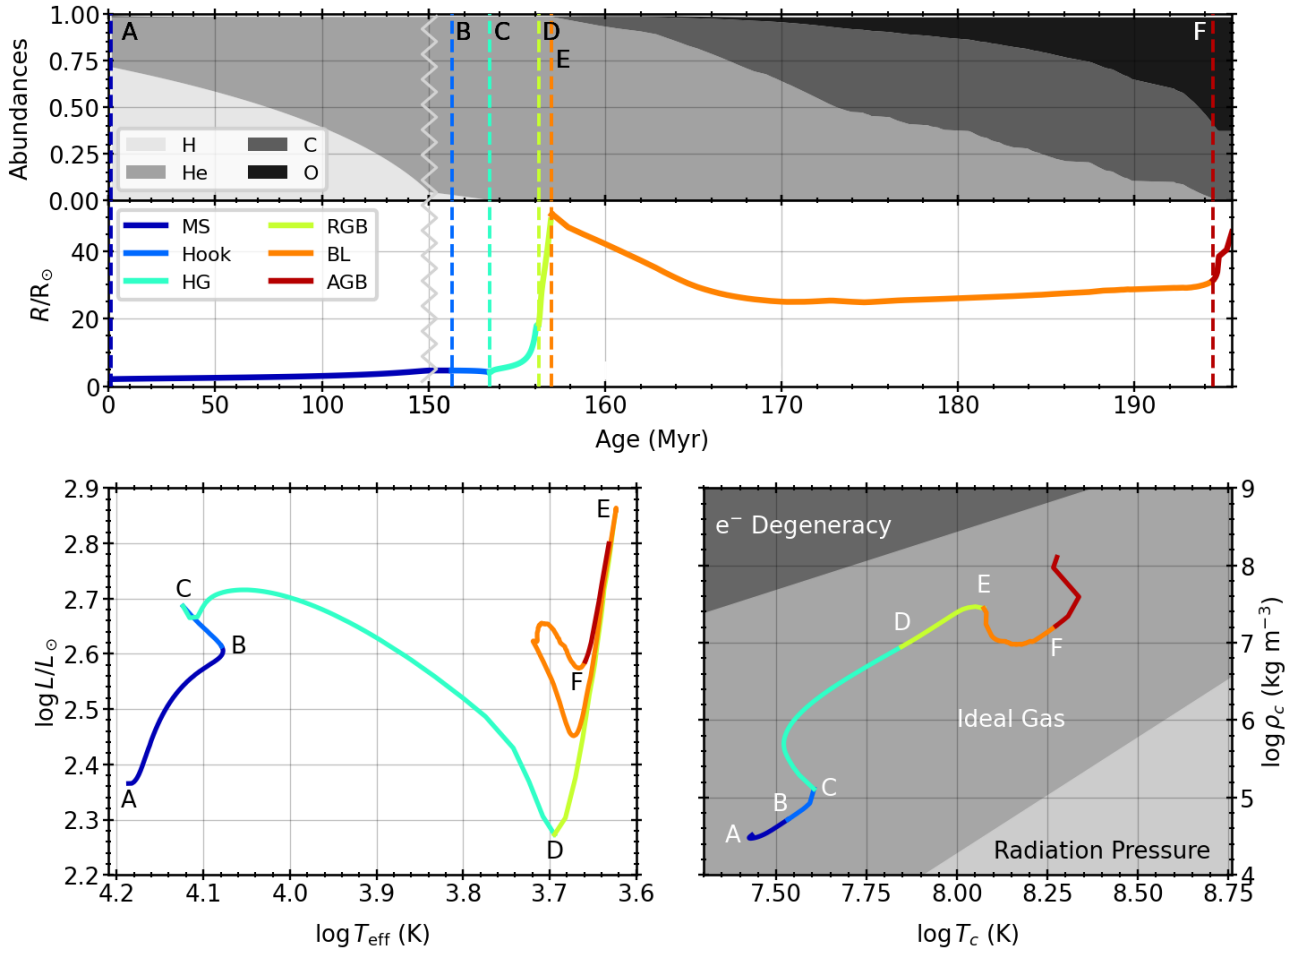 Abundances
1.00
0.75
0.50
0.25
0.00
A
B
C
D
E
F
H
C
He
O
R/R⊙
40
20
0
MS
RGB
Hook
BL
HG
AGB
0 50 100 150 160 170 180 190
Age (Myr)
log L/L⊙
2.9
2.8
2.7
2.6
2.5
2.4
2.3
2.2
E
C
B
F
A
D
4.2 4.1 4.0 3.9 3.8 3.7 3.6
log Teff (K)
e⁻ Degeneracy
E
D
F
Ideal Gas
C
B
A
Radiation Pressure
9
8
7
6
5
4
log ρc (kg m⁻³)
7.50 7.75 8.00 8.25 8.50 8.75
log Tc (K)